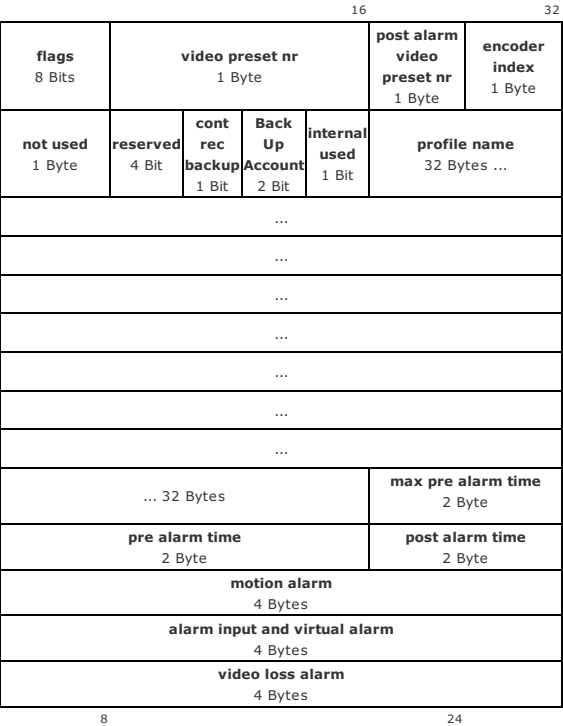 16 32
flags
8 Bits
video preset nr
1 Byte
post alarm
video
preset nr
1 Byte
encoder
index
1 Byte
not used
1 Byte
reserved
4 Bit
cont
rec
backup
1 Bit
Back
Up
Account
2 Bit
internal
used
1 Bit
profile name
32 Bytes ...
...
...
...
...
...
...
...
... 32 Bytes
max pre alarm time
2 Byte
pre alarm time
2 Byte
post alarm time
2 Byte
motion alarm
4 Bytes
alarm input and virtual alarm
4 Bytes
video loss alarm
4 Bytes
8 24